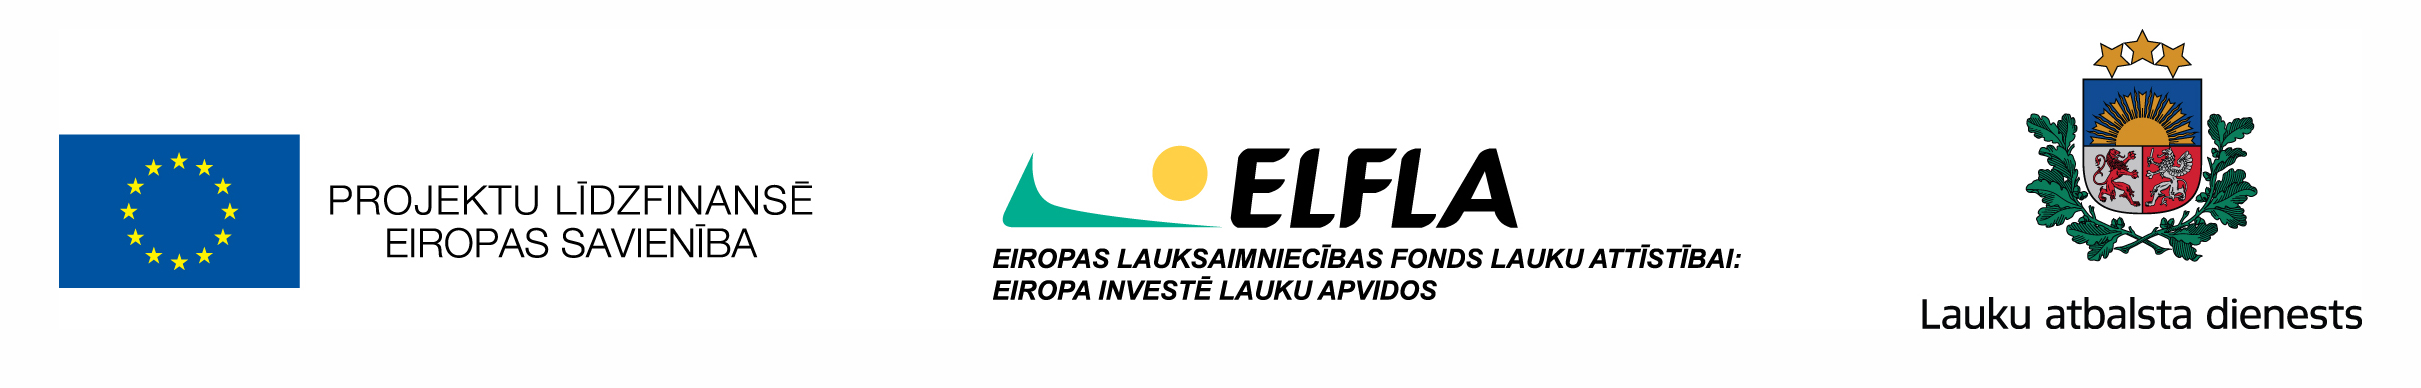 PROJEKTU LĪDZFINANSĒ
EIROPAS SAVIENĪBA
ELFLA
EIROPAS LAUKSAIMNIECĪBAS FONDS LAUKU ATTĪSTĪBAI:
EIROPA INVESTĒ LAUKU APVIDOS
Lauku atbalsta dienests